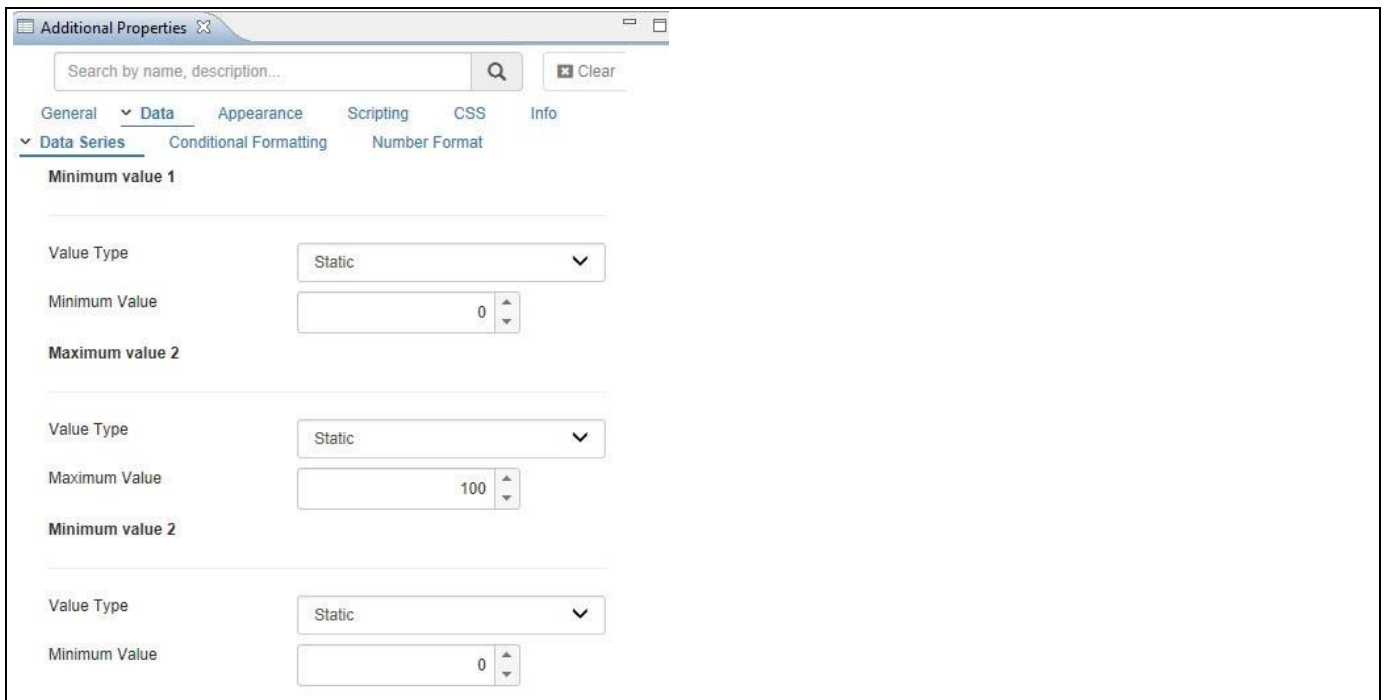 Additional Properties
Search by name, description...
Clear
General Data Appearance Scripting CSS Info
Data Series Conditional Formatting Number Format
Minimum value 1
Value Type Static
Minimum Value 0
Maximum value 2
Value Type Static
Maximum Value 100
Minimum value 2
Value Type Static
Minimum Value 0